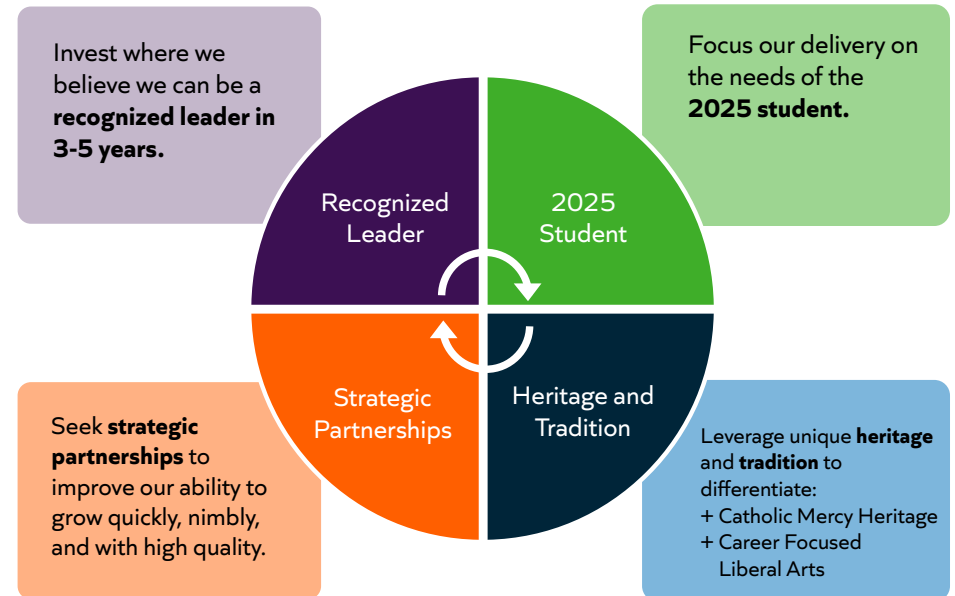 Invest where we
believe we can be a
recognized leader in
3-5 years.
Focus our delivery on
the needs of the
2025 student.
Recognized
Leader
2025
Student
Strategic
Partnerships
Heritage and
Tradition
Seek strategic
partnerships to
improve our ability to
grow quickly, nimbly,
and with high quality.
Leverage unique heritage
and tradition to
differentiate:
+ Catholic Mercy Heritage
+ Career Focused
Liberal Arts